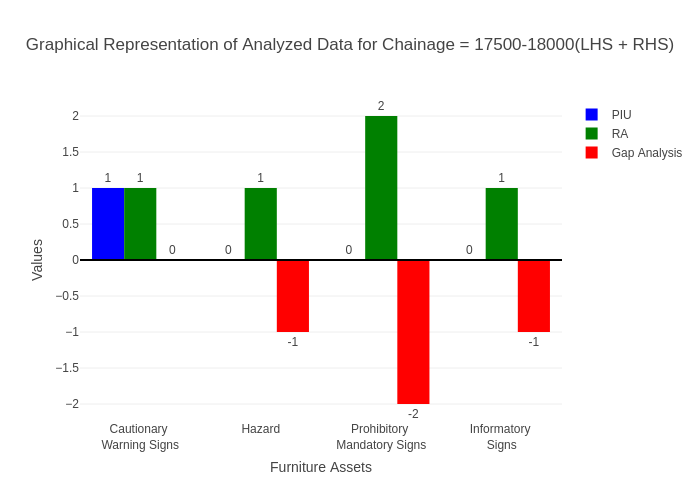 Graphical Representation of Analyzed Data for Chainage = 17500-18000(LHS + RHS)
PIU
RA
Gap Analysis
Values
2
1.5
1
0.5
0
−0.5
−1
−1.5
−2
1 1 0
0 1 -1
0 2 -2
0 1 -1
Cautionary
Warning Signs
Hazard
Prohibitory
Mandatory Signs
Informatory
Signs
Furniture Assets